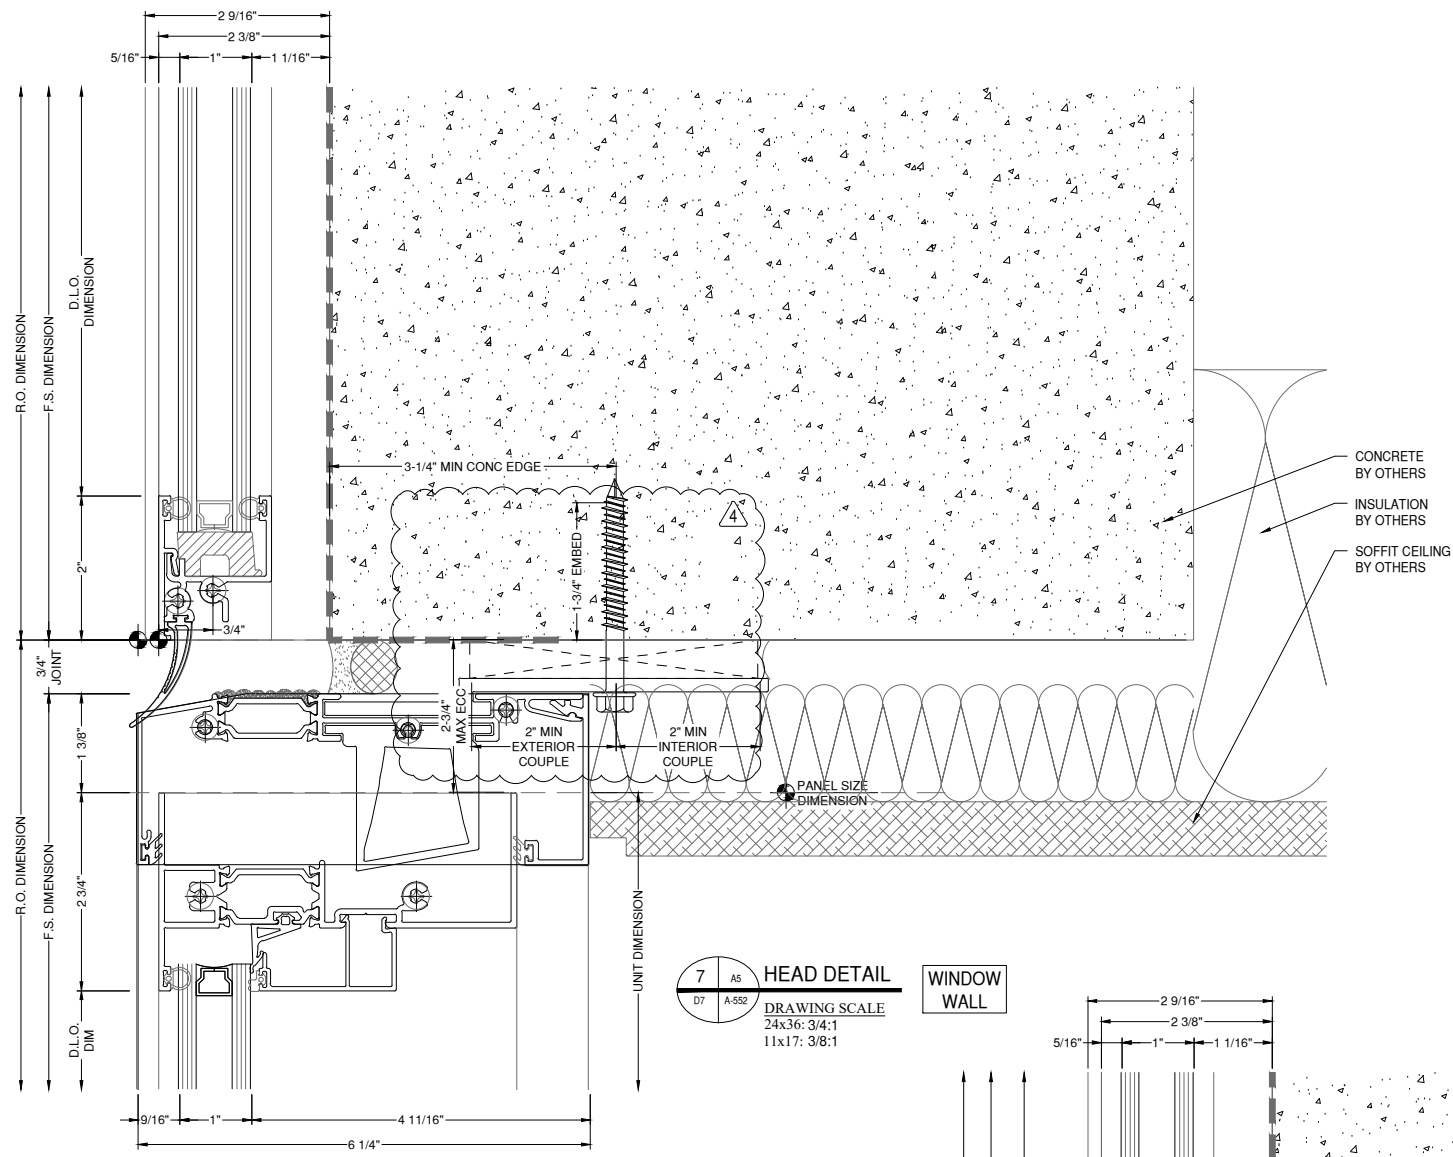 2 9/16"
2 3/8"
5/16"
1"
1 1/16"
R.O. DIMENSION
F.S. DIMENSION
D.L.O.
DIMENSION
2"
3/4"
3/4"
JOINT
3-1/4" MIN CONC EDGE
1-3/4" EMBED
4
CONCRETE
BY OTHERS
INSULATION
BY OTHERS
SOFFIT CEILING
BY OTHERS
2-3/4"
MAX ECC
2" MIN
EXTERIOR
COUPLE
2" MIN
INTERIOR
COUPLE
PANEL SIZE
DIMENSION
1 3/8"
R.O. DIMENSION
F.S. DIMENSION
2 3/4"
D.L.O.
DIM
UNIT DIMENSION
7
A5
D7
A-552
HEAD DETAIL
DRAWING SCALE
24x36: 3/4:1
11x17: 3/8:1
WINDOW
WALL
9/16"
1"
4 11/16"
6 1/4"
2 9/16"
2 3/8"
5/16"
1"
1 1/16"